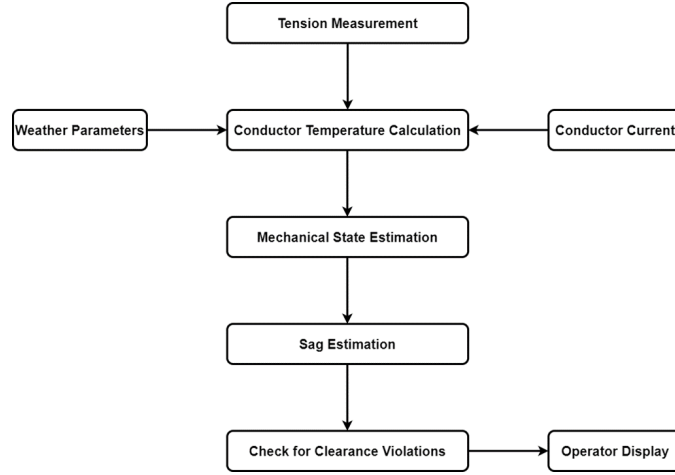 Tension Measurement
Weather Parameters
Conductor Temperature Calculation
Conductor Current
Mechanical State Estimation
Sag Estimation
Check for Clearance Violations
Operator Display